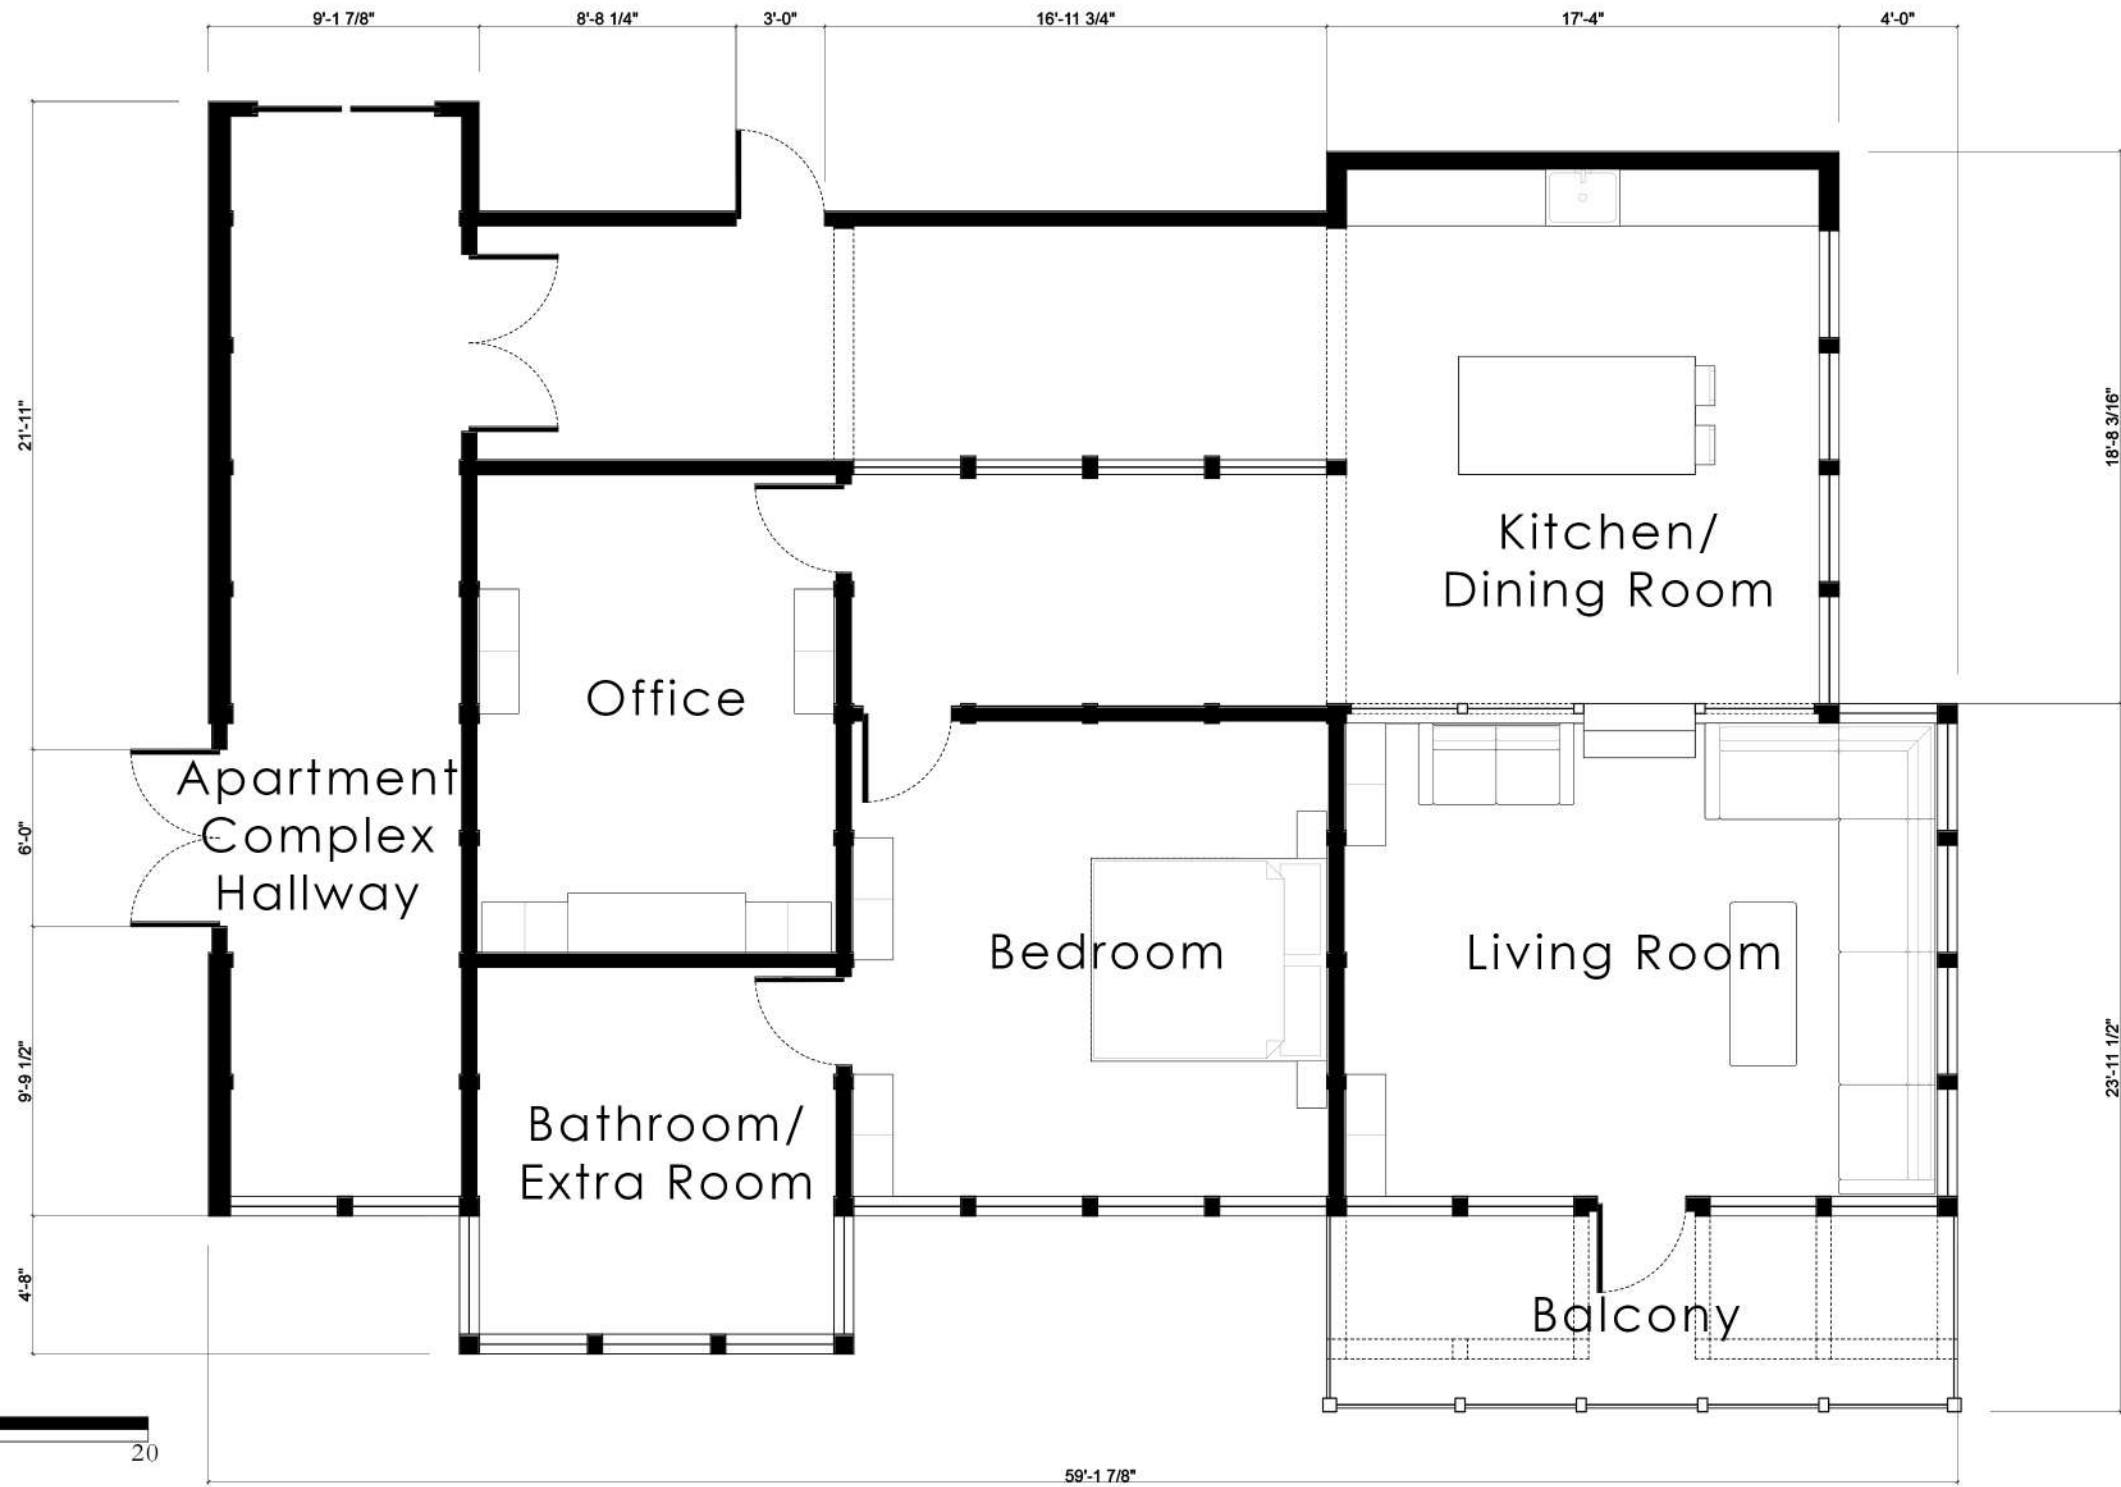 9'-1 7/8"
8'-8 1/4"
3'-0"
16'-11 3/4"
17'-4"
4'-0"
21'-11"
18'-8 3/16"
Kitchen/
Dining Room
Office
Apartment
Complex
Hallway
6'-0"
Bedroom
Living Room
9'-9 1/2"
23'-11 1/2"
Bathroom/
Extra Room
4'-8"
Balcony
20
59'-1 7/8"